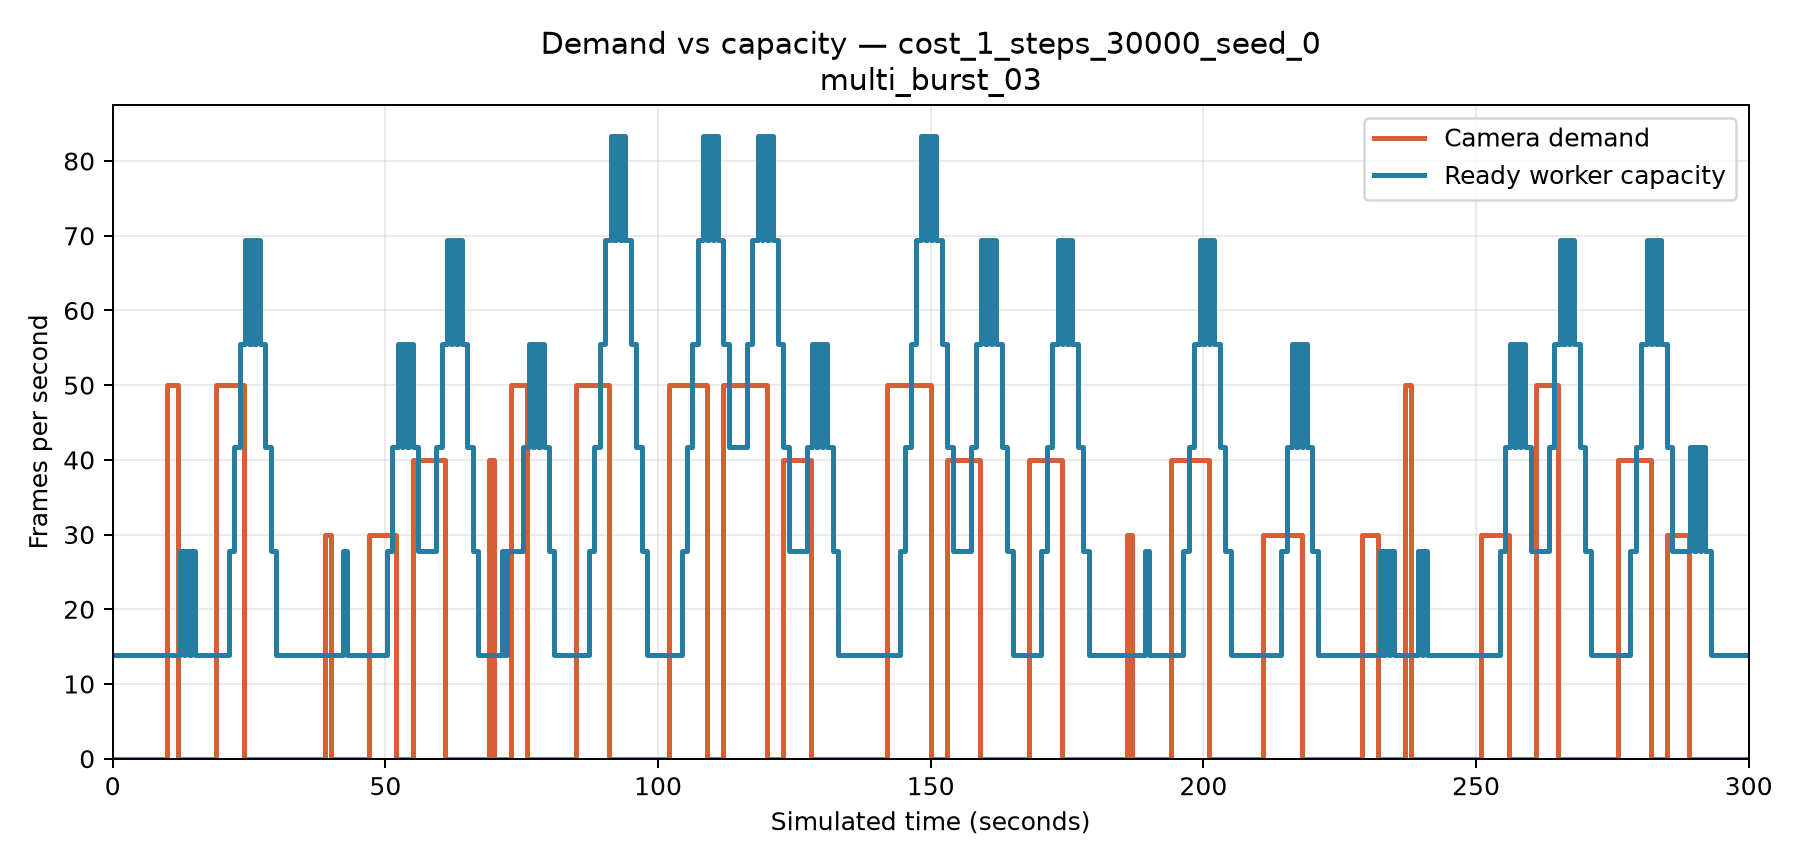 Demand vs capacity — cost_1_steps_30000_seed_0
multi_burst_03
Camera demand
Ready worker capacity
Frames per second
80
70
60
50
40
30
20
10
0
0
50
100
150
200
250
300
Simulated time (seconds)